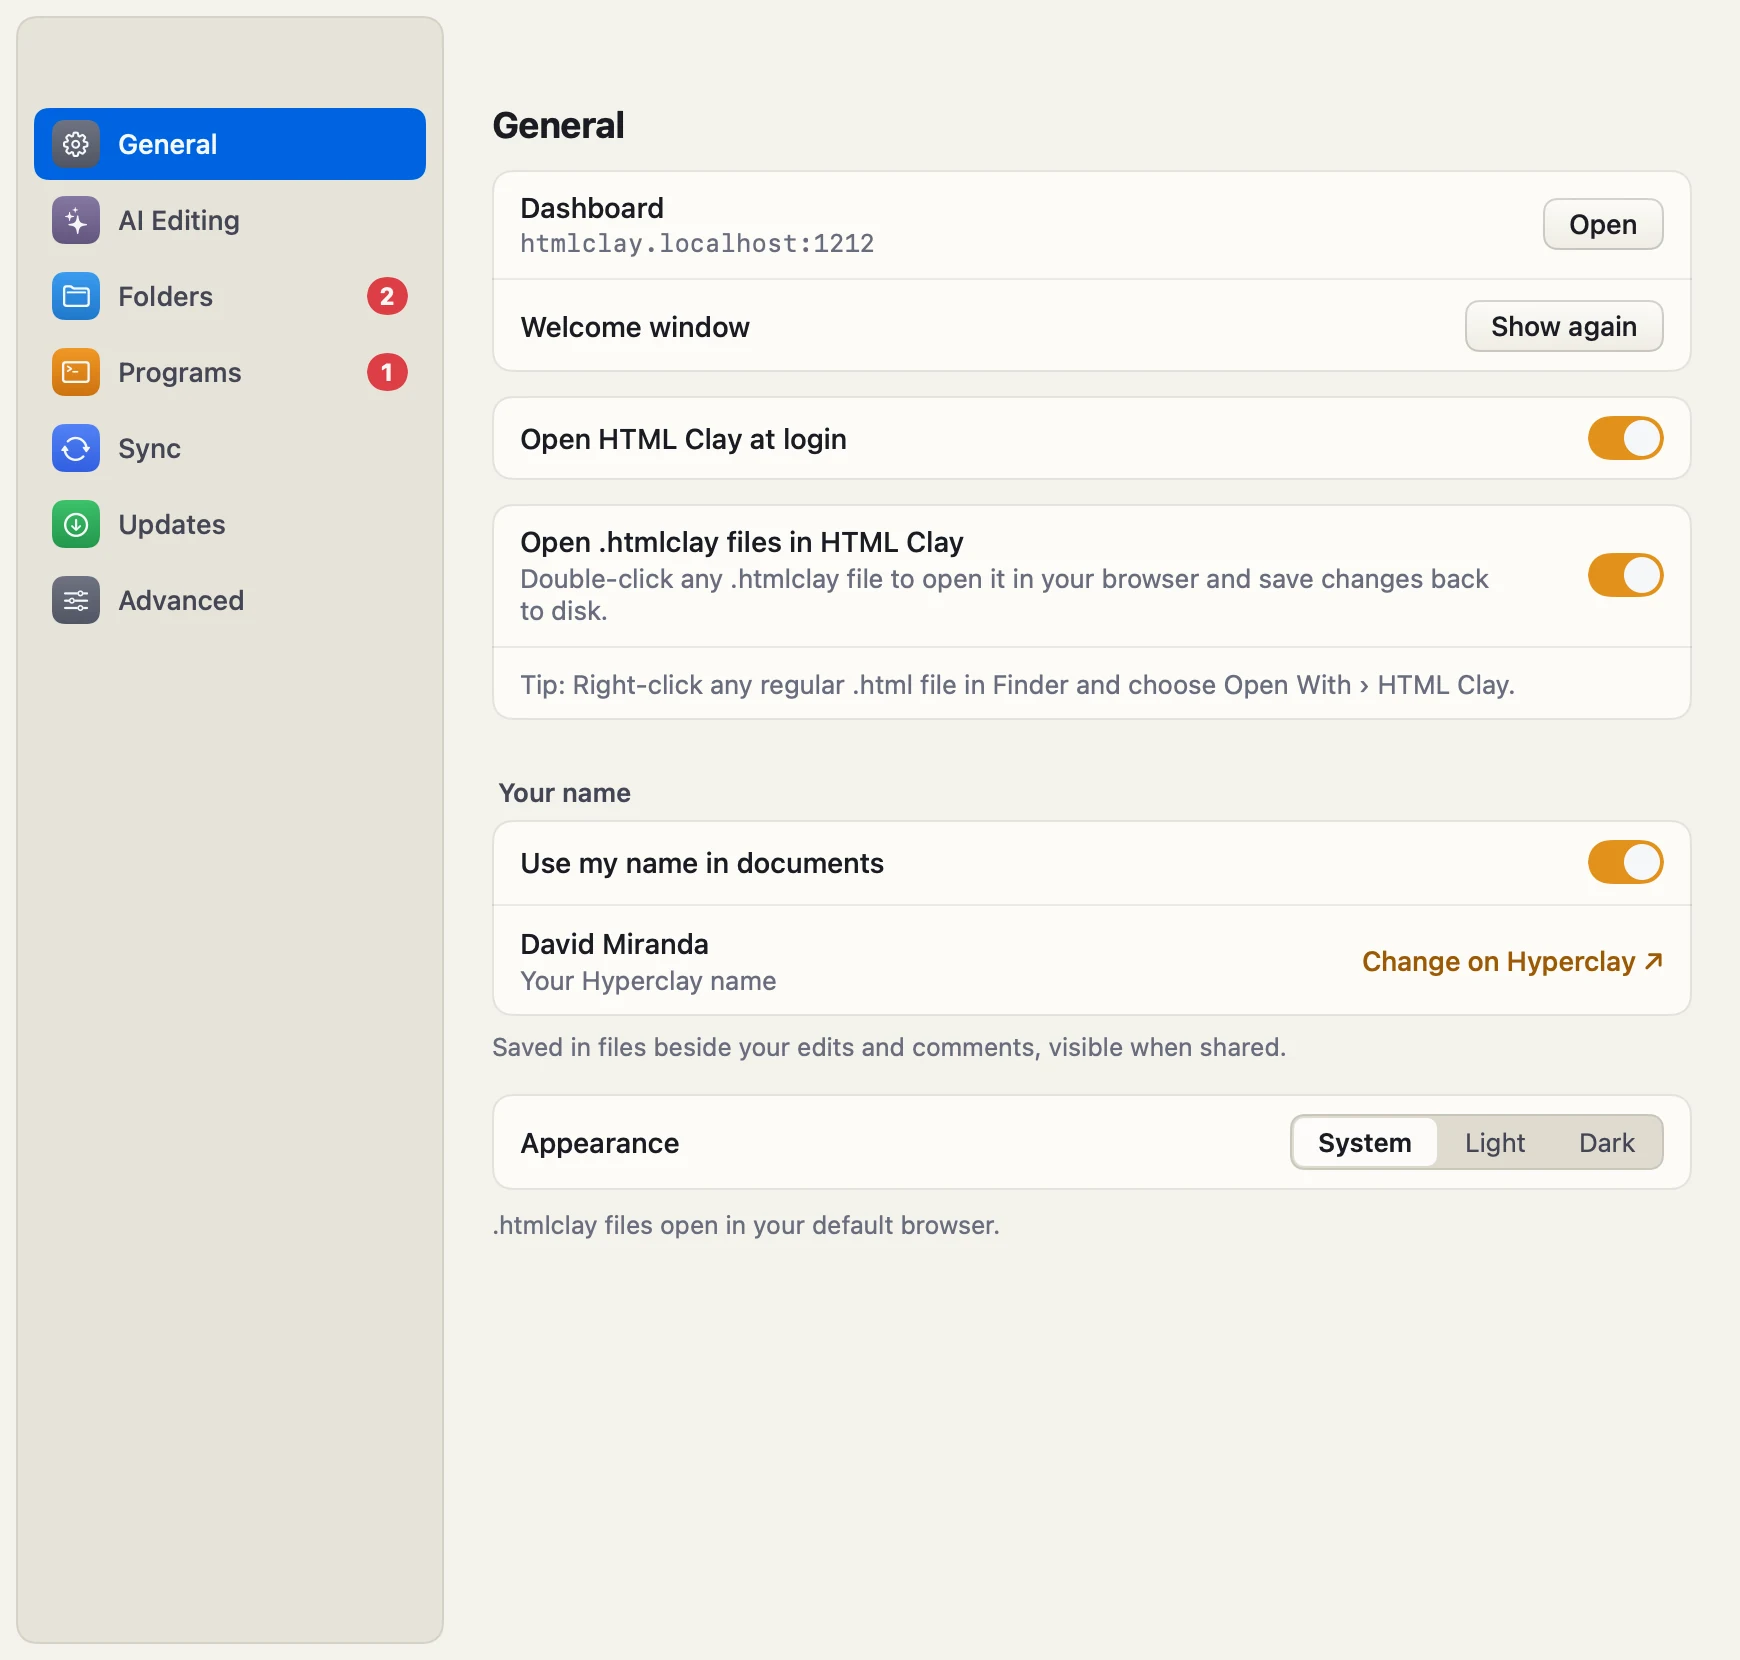 General
AI Editing
Folders
2
Programs
1
Sync
Updates
Advanced
General
Dashboard
htmlclay.localhost:1212
Open
Welcome window
Show again
Open HTML Clay at login
Open .htmlclay files in HTML Clay
Double-click any .htmlclay file to open it in your browser and save changes back
to disk.
Tip: Right-click any regular .html file in Finder and choose Open With › HTML Clay.
Your name
Use my name in documents
David Miranda
Your Hyperclay name
Change on Hyperclay ↗
Saved in files beside your edits and comments, visible when shared.
Appearance
System
Light
Dark
.htmlclay files open in your default browser.